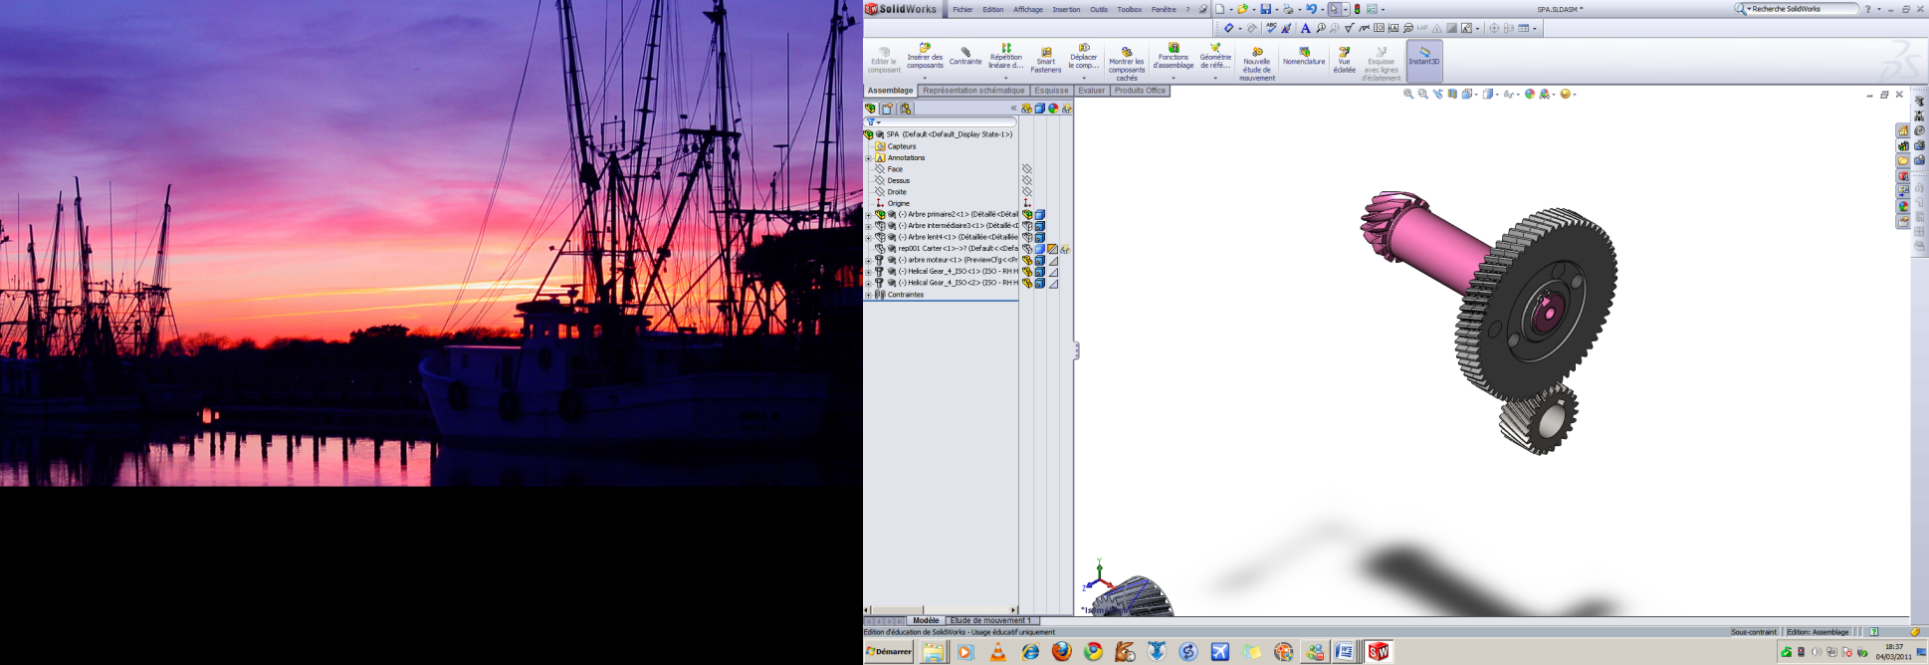 SolidWorks Fichier Edition Affichage Insertion Outils Toolbox Fenêtre ? SPA.SLDASM * Recherche SolidWorks ?
Editer le composant
Insérer des composants
Contrainte
Répétition linéaire d...
Smart Fasteners
Déplacer le comp...
Montrer les composants cachés
Fonctions d'assemblage
Géométrie de réfé...
Nouvelle étude de mouvement
Nomenclature
Vue éclatée
Esquisse avec lignes d'éclatement
Instant3D
Assemblage Représentation schématique Esquisse Evaluer Produits Office
SPA (Default<Default_Display State-1>)
Capteurs
Annotations
Face
Dessus
Droite
Origine
(-) Arbre primaire2<1> (Détaillé<Détail
(-) Arbre intermédiaire3<1> (Détaillé<D
(-) Arbre lent4<1> (Détaillée<Détaillée
rep001 Carter<1>->? (Default<<Defa
(-) arbre moteur<1> (PreviewCfg<<Pr
(-) Helical Gear_4_ISO<1> (ISO - RH H
(-) Helical Gear_4_ISO<2> (ISO - RH H
Contraintes
Y
Z
Modèle Etude de mouvement 1
Edition d'éducation de SolidWorks - Usage éducatif uniquement Sous-contraint Edition: Assemblage
Démarrer 18:37
04/03/2011